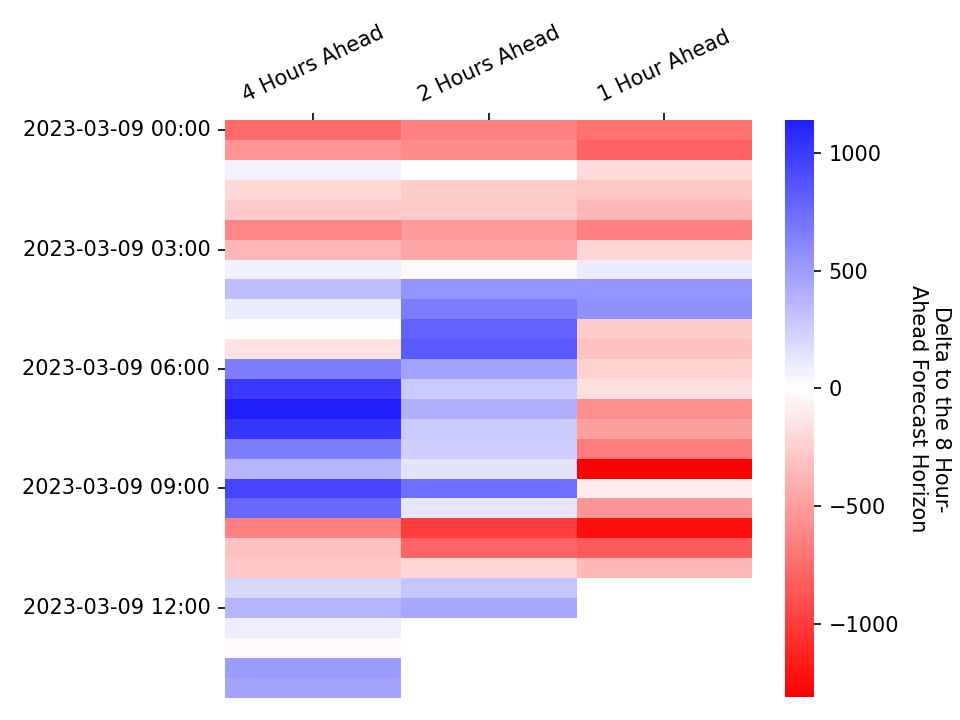 4 Hours Ahead
2 Hours Ahead
1 Hour Ahead
2023-03-09 00:00
2023-03-09 03:00
2023-03-09 06:00
2023-03-09 09:00
2023-03-09 12:00
1000
500
0
−500
−1000
Delta to the 8 Hour-
Ahead Forecast Horizon